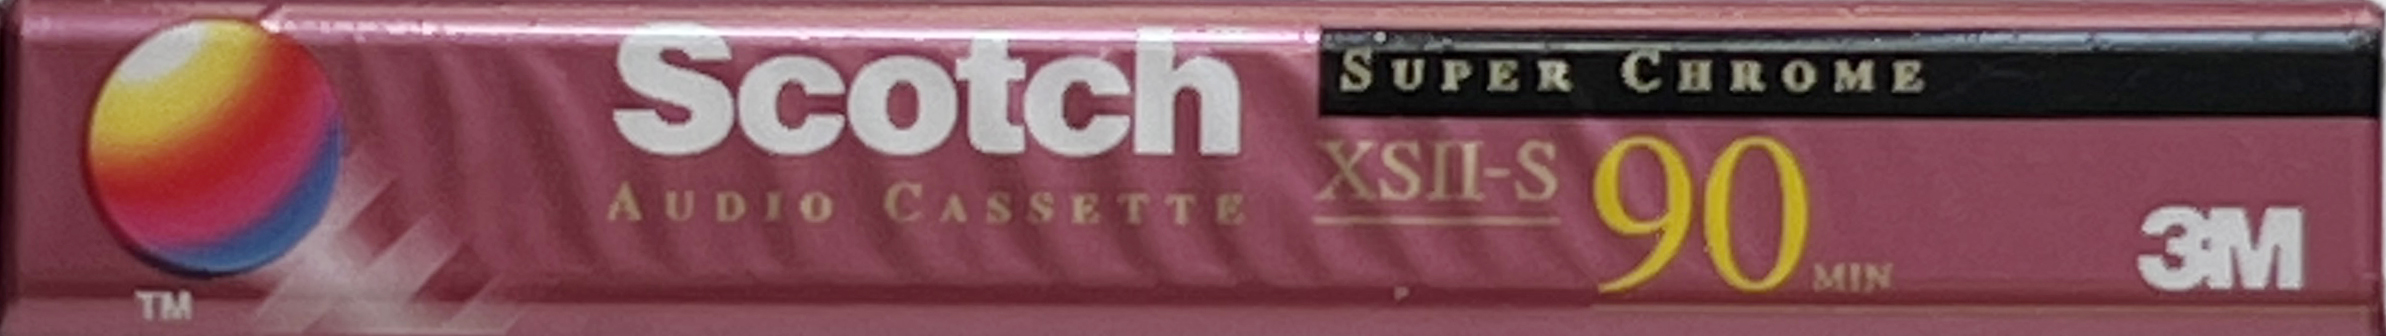 TM
Scotch
AUDIO CASSETTE
SUPER CHROME
XSII-S 90 MIN
3M